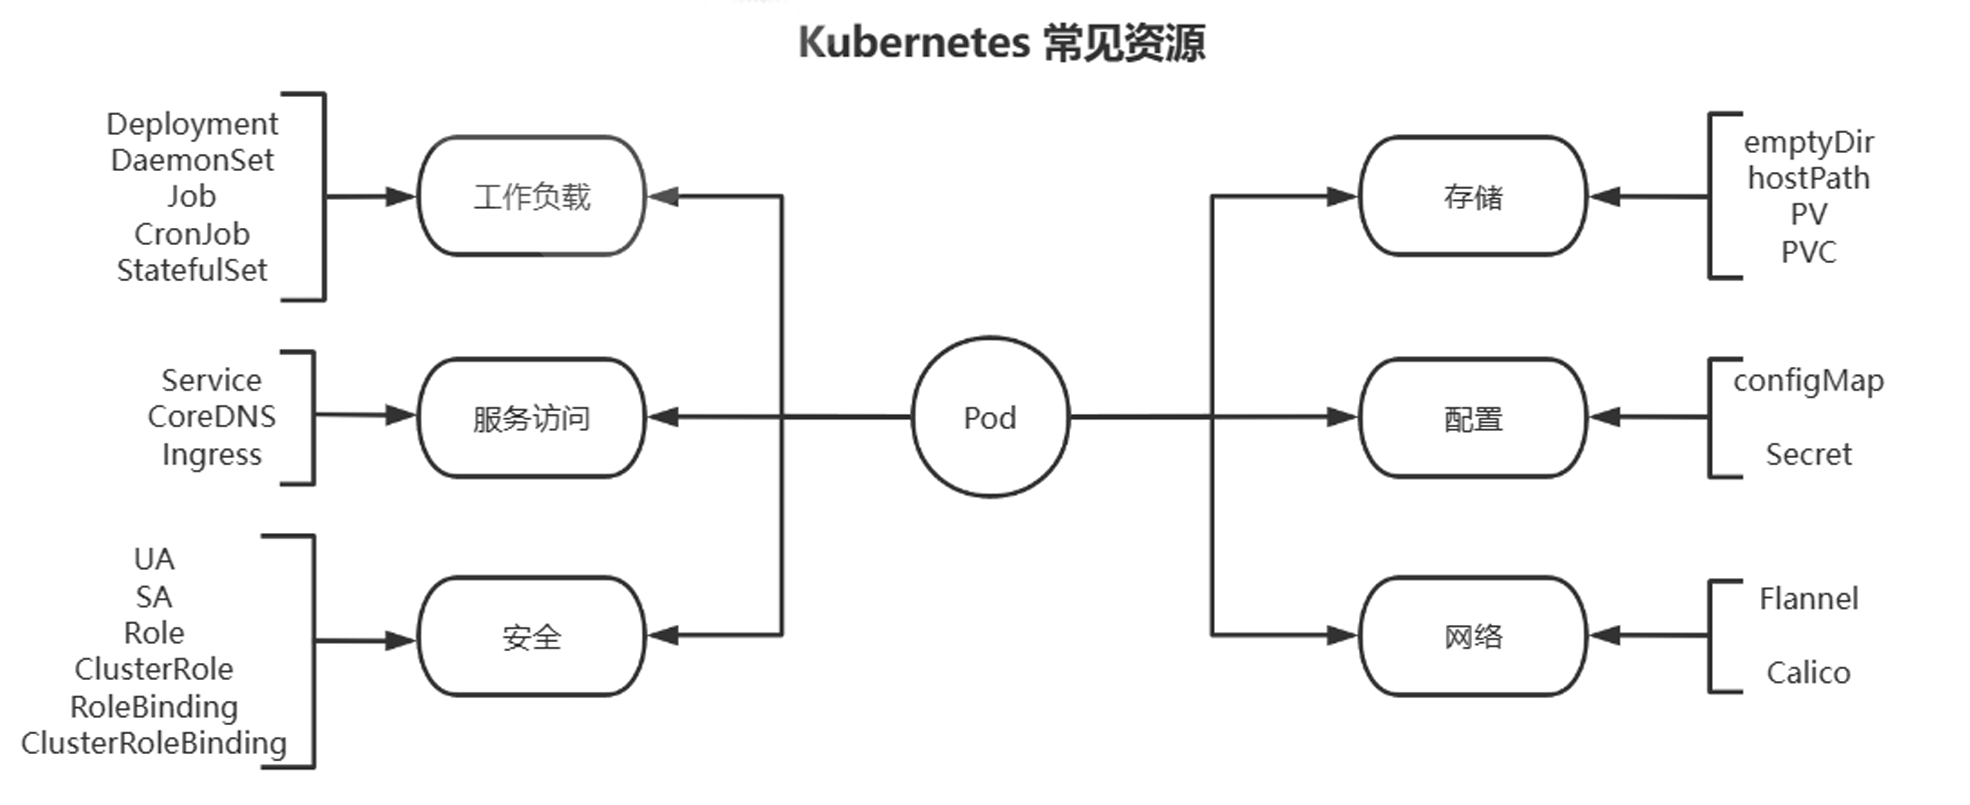 Kubernetes 常见资源
Deployment
DaemonSet
Job
CronJob
StatefulSet
工作负载
Service
CoreDNS
Ingress
服务访问
UA
SA
Role
ClusterRole
RoleBinding
ClusterRoleBinding
安全
Pod
存储
emptyDir
hostPath
PV
PVC
配置
configMap
Secret
网络
Flannel
Calico